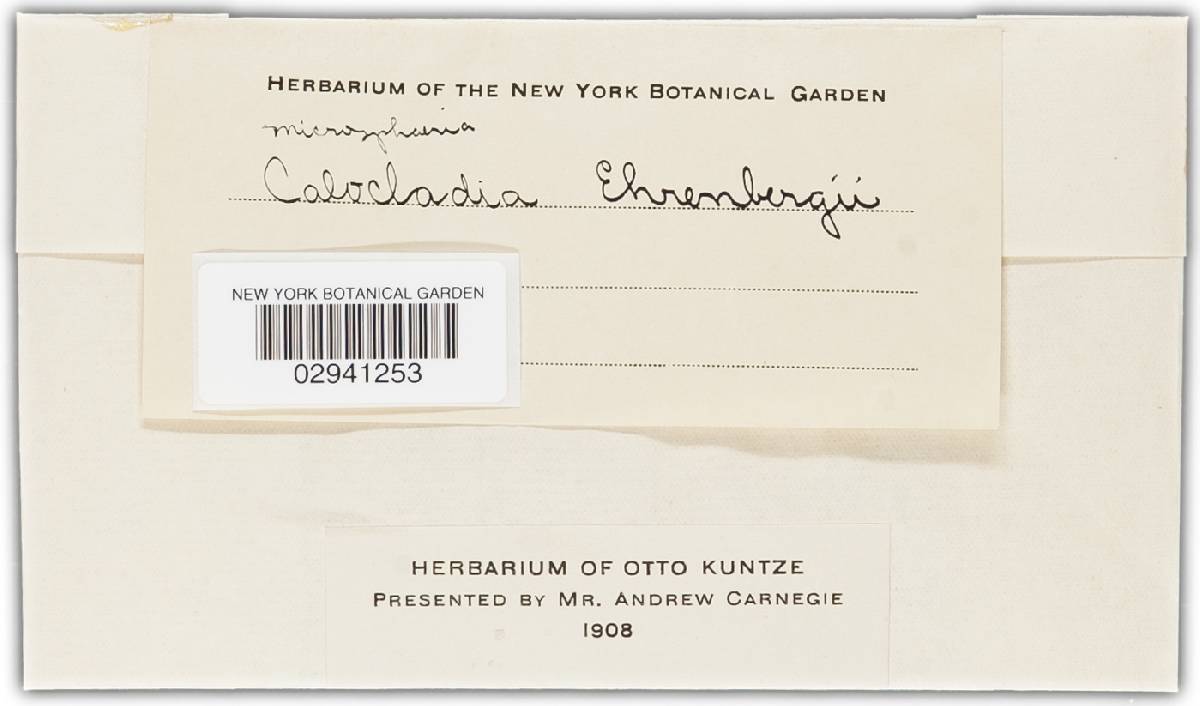 HERBARIUM OF THE NEW YORK BOTANICAL GARDEN
microsphaeria
Calocladia Ehrenbergii
NEW YORK BOTANICAL GARDEN
02941253
HERBARIUM OF OTTO KUNTZE
PRESENTED BY MR. ANDREW CARNEGIE
1908